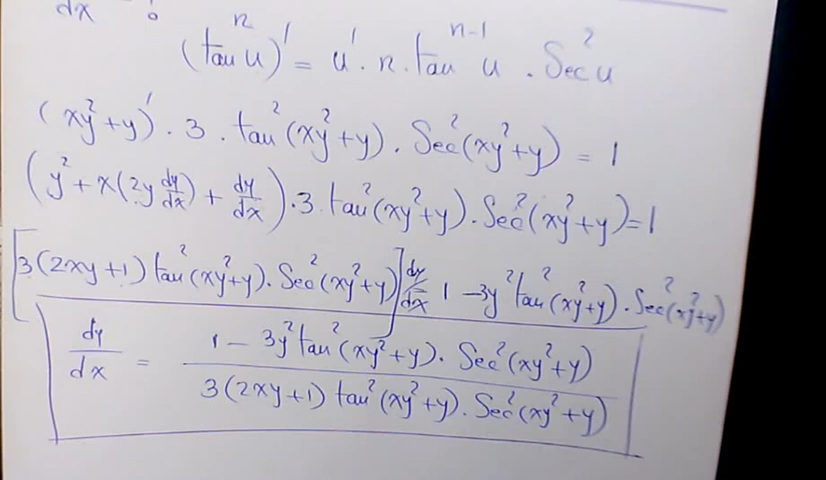 dx
(tanⁿ u)' = u' . n . tanⁿ⁻¹ u . Sec² u
(xy² + y)' . 3 . tan² (xy² + y) . Sec² (xy² + y) = 1
(y² + x(2y dy/dx) + dy/dx) . 3 . tan² (xy² + y) . Sec² (xy² + y) = 1
[3(2xy + 1) tan² (xy² + y) . Sec² (xy² + y)] dy/dx = 1 - 3y² tan² (xy² + y) . Sec² (xy² + y)
dy/dx = (1 - 3y² tan² (xy² + y) . Sec² (xy² + y)) / (3(2xy + 1) tan² (xy² + y) . Sec² (xy² + y))